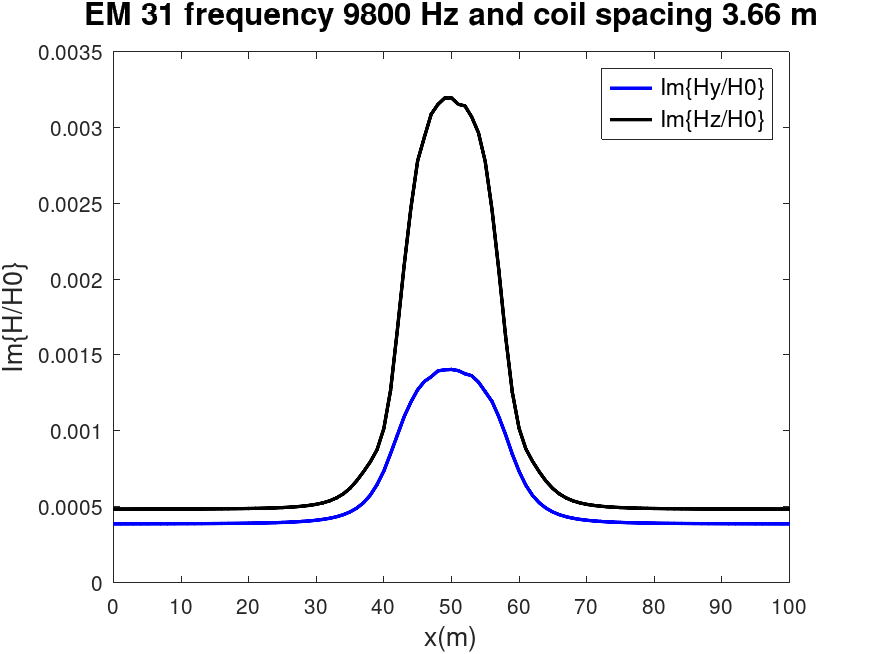 EM 31 frequency 9800 Hz and coil spacing 3.66 m
0.0035
0.003
0.0025
0.002
0.0015
0.001
0.0005
0
Im{H/H0}
Im{Hy/H0}
Im{Hz/H0}
0 10 20 30 40 50 60 70 80 90 100
x(m)